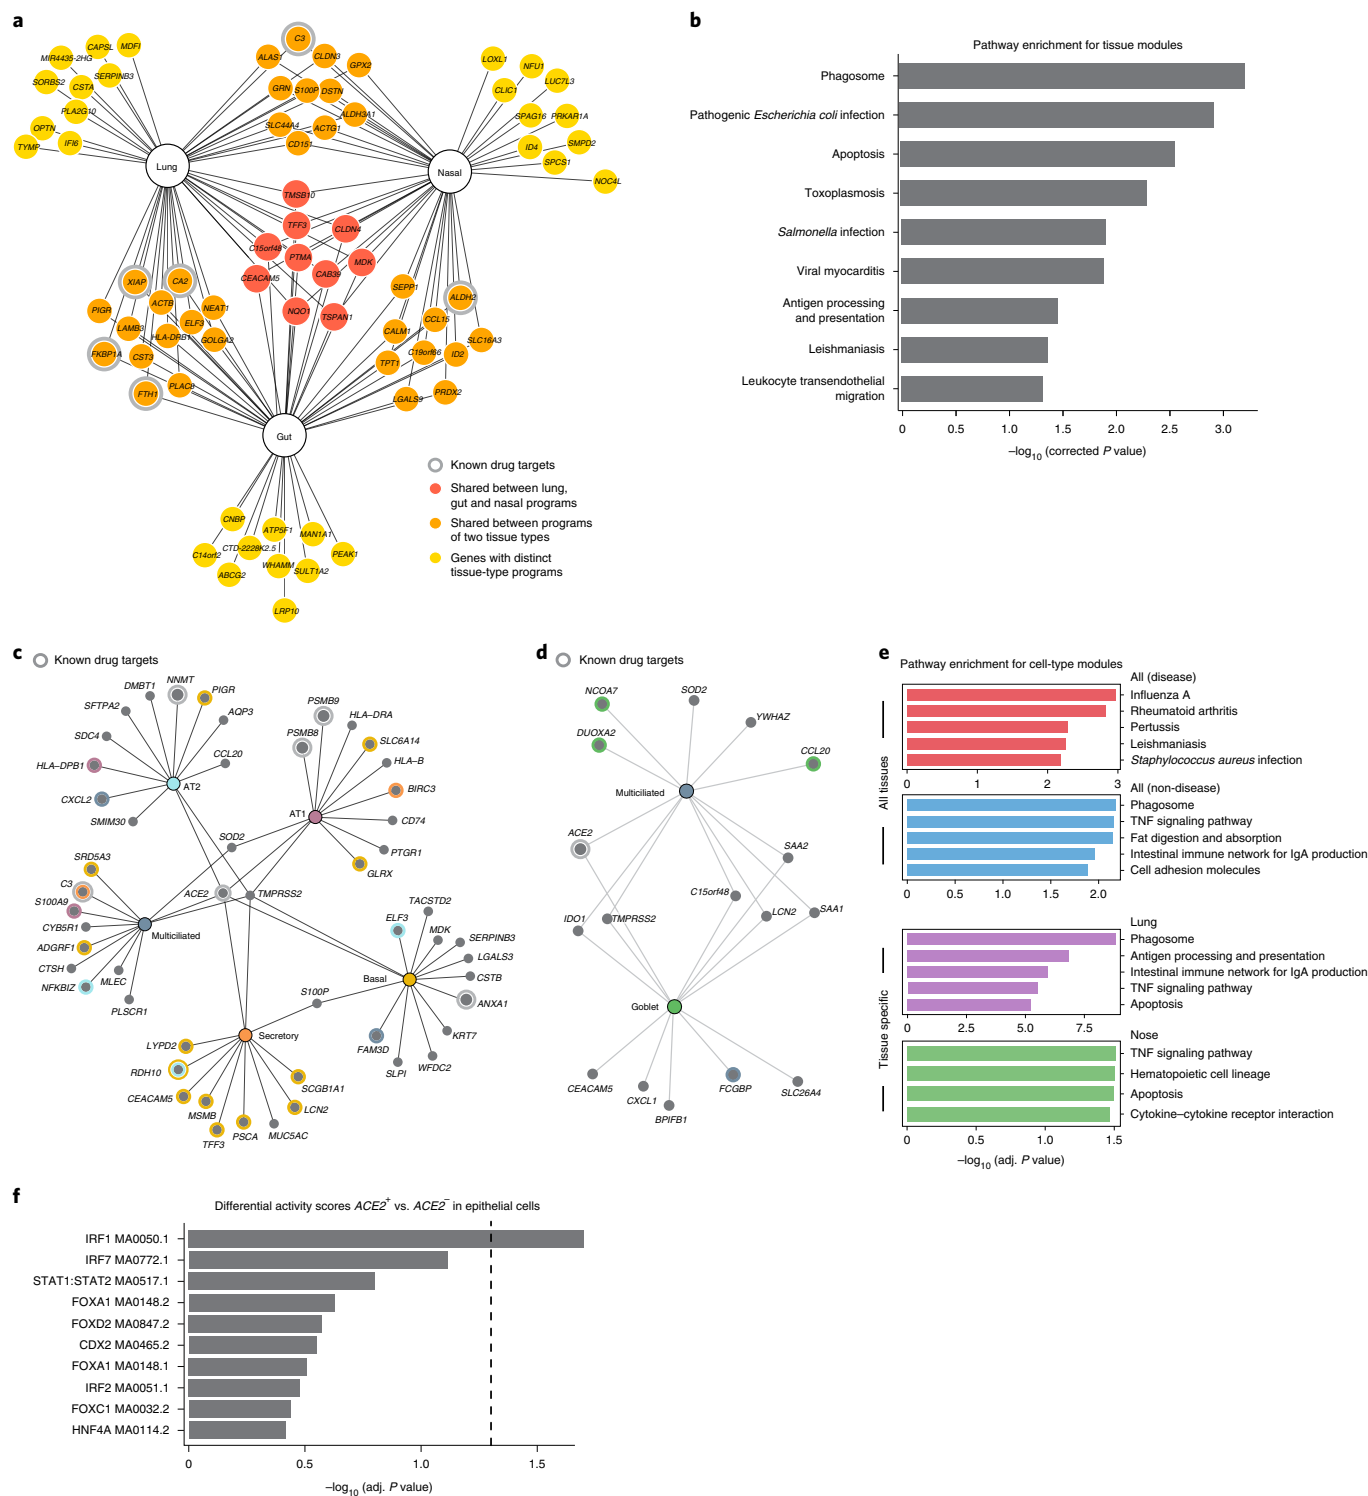 a
C3
MDFI
CAPSL
MIR4435-2HG
SERPINB3
SORBS2
CSTA
PLA2G10
OPTN
IFI6
TYMP
ALAS1
CLDN3
GPX2
GRN
S100P
DSTN
ALDH3A1
SLC44A4
ACTG1
CD151
LOXL1
NFU1
LUC7L3
CLIC1
SPAG16
PRKAR1A
ID4
SMPD2
SPCS1
NOC4L
Lung
Nasal
TMSB10
TFF3
CLDN4
C15orf48
PTMA
MDK
CEACAM5
CAB39
NQO1
TSPAN1
XIAP
CA2
PIGR
ACTB
NEAT1
LAMB3
ELF3
HLA-DRB1
GOLGA2
FKBP1A
CST3
PLAC8
FTH1
SEPP1
ALDH2
CCL15
CALM1
SLC16A3
C19orf66
ID2
TPT1
LGALS9
PRDX2
Gut
CNBP
ATP5F1
MAN1A1
C14orf2
CTD-2228K2.5
PEAK1
ABCG2
WHAMM
SULT1A2
LRP10
Known drug targets
Shared between lung,
gut and nasal programs
Shared between programs
of two tissue types
Genes with distinct
tissue-type programs
b
Pathway enrichment for tissue modules
Phagosome
Pathogenic Escherichia coli infection
Apoptosis
Toxoplasmosis
Salmonella infection
Viral myocarditis
Antigen processing
and presentation
Leishmaniasis
Leukocyte transendothelial
migration
0 0.5 1.0 1.5 2.0 2.5 3.0
–log10 (corrected P value)
c
Known drug targets
NNMT
DMBT1
PIGR
SFTPA2
AQP3
SDC4
CCL20
HLA-DPB1
AT2
CXCL2
SMIM30
PSMB9
HLA-DRA
PSMB8
SLC6A14
HLA-B
BIRC3
AT1
CD74
PTGR1
GLRX
SOD2
SRD5A3
C3
ACE2
TMPRSS2
S100A9
CYB5R1
Multiciliated
ADGRF1
CTSH
MLEC
NFKBIZ
PLSCR1
TACSTD2
ELF3
MDK
SERPINB3
LGALS3
Basal
CSTB
ANXA1
S100P
KRT7
FAM3D
WFDC2
SLPI
Secretory
LYPD2
RDH10
SCGB1A1
CEACAM5
MSMB
LCN2
TFF3
PSCA
MUC5AC
d
Known drug targets
NCOA7
SOD2
YWHAZ
DUOXA2
CCL20
Multiciliated
ACE2
SAA2
C15orf48
IDO1
TMPRSS2
LCN2
SAA1
Goblet
CEACAM5
CXCL1
FCGBP
SLC26A4
BPIFB1
e
Pathway enrichment for cell-type modules
All (disease)
Influenza A
Rheumatoid arthritis
Pertussis
Leishmaniasis
Staphylococcus aureus infection
0 1 2 3
All tissues
All (non-disease)
Phagosome
TNF signaling pathway
Fat digestion and absorption
Intestinal immune network for IgA production
Cell adhesion molecules
0 0.5 1.0 1.5 2.0
Lung
Phagosome
Antigen processing and presentation
Intestinal immune network for IgA production
TNF signaling pathway
Apoptosis
0 2.5 5.0 7.5
Tissue specific
Nose
TNF signaling pathway
Hematopoietic cell lineage
Apoptosis
Cytokine–cytokine receptor interaction
0 0.5 1.0 1.5
–log10 (adj. P value)
f
Differential activity scores ACE2+ vs. ACE2– in epithelial cells
IRF1 MA0050.1
IRF7 MA0772.1
STAT1:STAT2 MA0517.1
FOXA1 MA0148.2
FOXD2 MA0847.2
CDX2 MA0465.2
FOXA1 MA0148.1
IRF2 MA0051.1
FOXC1 MA0032.2
HNF4A MA0114.2
0 0.5 1.0 1.5
–log10 (adj. P value)